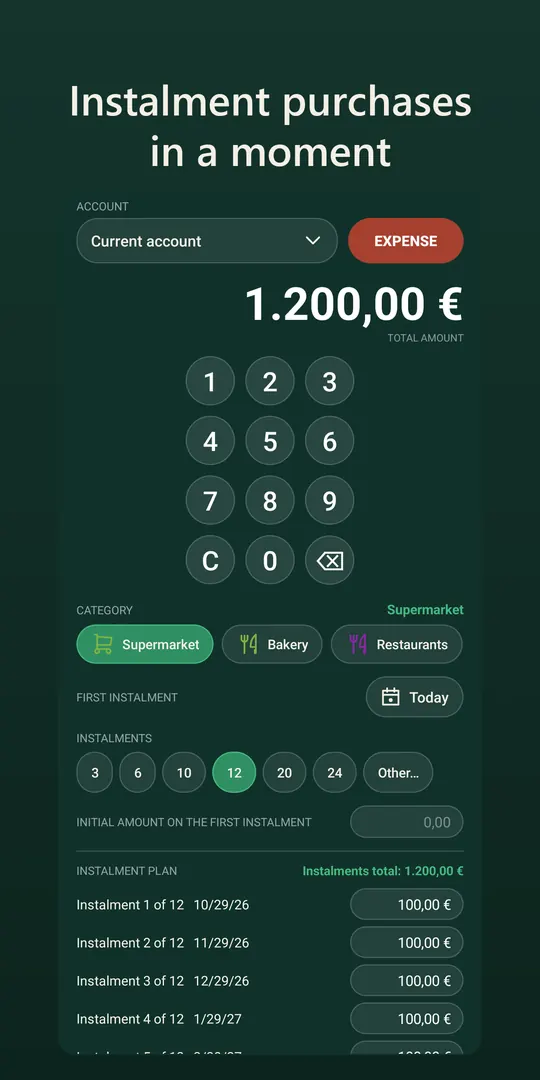 Instalment purchases
in a moment
ACCOUNT
Current account
EXPENSE
1.200,00 €
TOTAL AMOUNT
1 2 3
4 5 6
7 8 9
C 0
CATEGORY Supermarket
Supermarket Bakery Restaurants
FIRST INSTALMENT Today
INSTALMENTS
3 6 10 12 20 24 Other...
INITIAL AMOUNT ON THE FIRST INSTALMENT 0,00
INSTALMENT PLAN Instalments total: 1.200,00 €
Instalment 1 of 12 10/29/26 100,00 €
Instalment 2 of 12 11/29/26 100,00 €
Instalment 3 of 12 12/29/26 100,00 €
Instalment 4 of 12 1/29/27 100,00 €